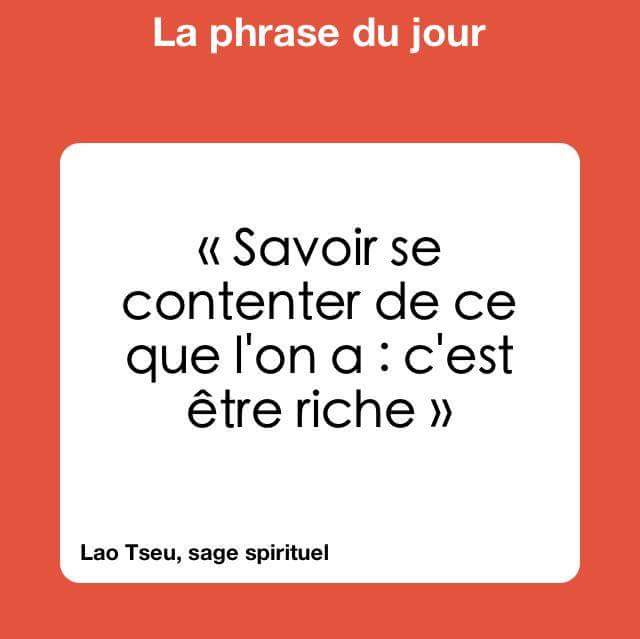 La phrase du jour
« Savoir se
contenter de ce
que l'on a : c'est
être riche »
Lao Tseu, sage spirituel